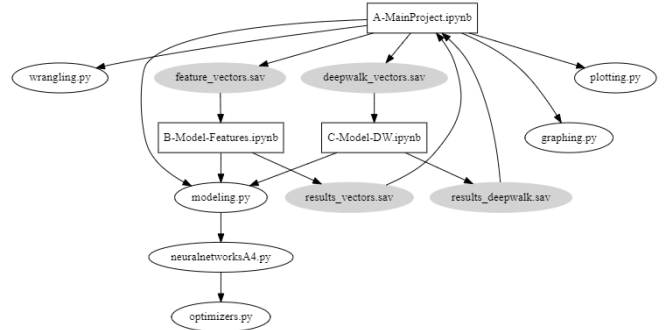 A-MainProject.ipynb
wrangling.py
feature_vectors.sav
deepwalk_vectors.sav
plotting.py
B-Model-Features.ipynb
C-Model-DW.ipynb
graphing.py
modeling.py
results_vectors.sav
results_deepwalk.sav
neuralnetworksA4.py
optimizers.py